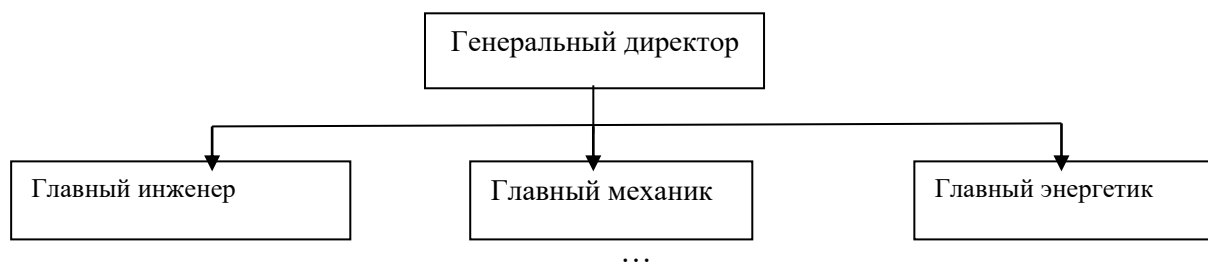 Генеральный директор
Главный инженер
Главный механик
Главный энергетик
…